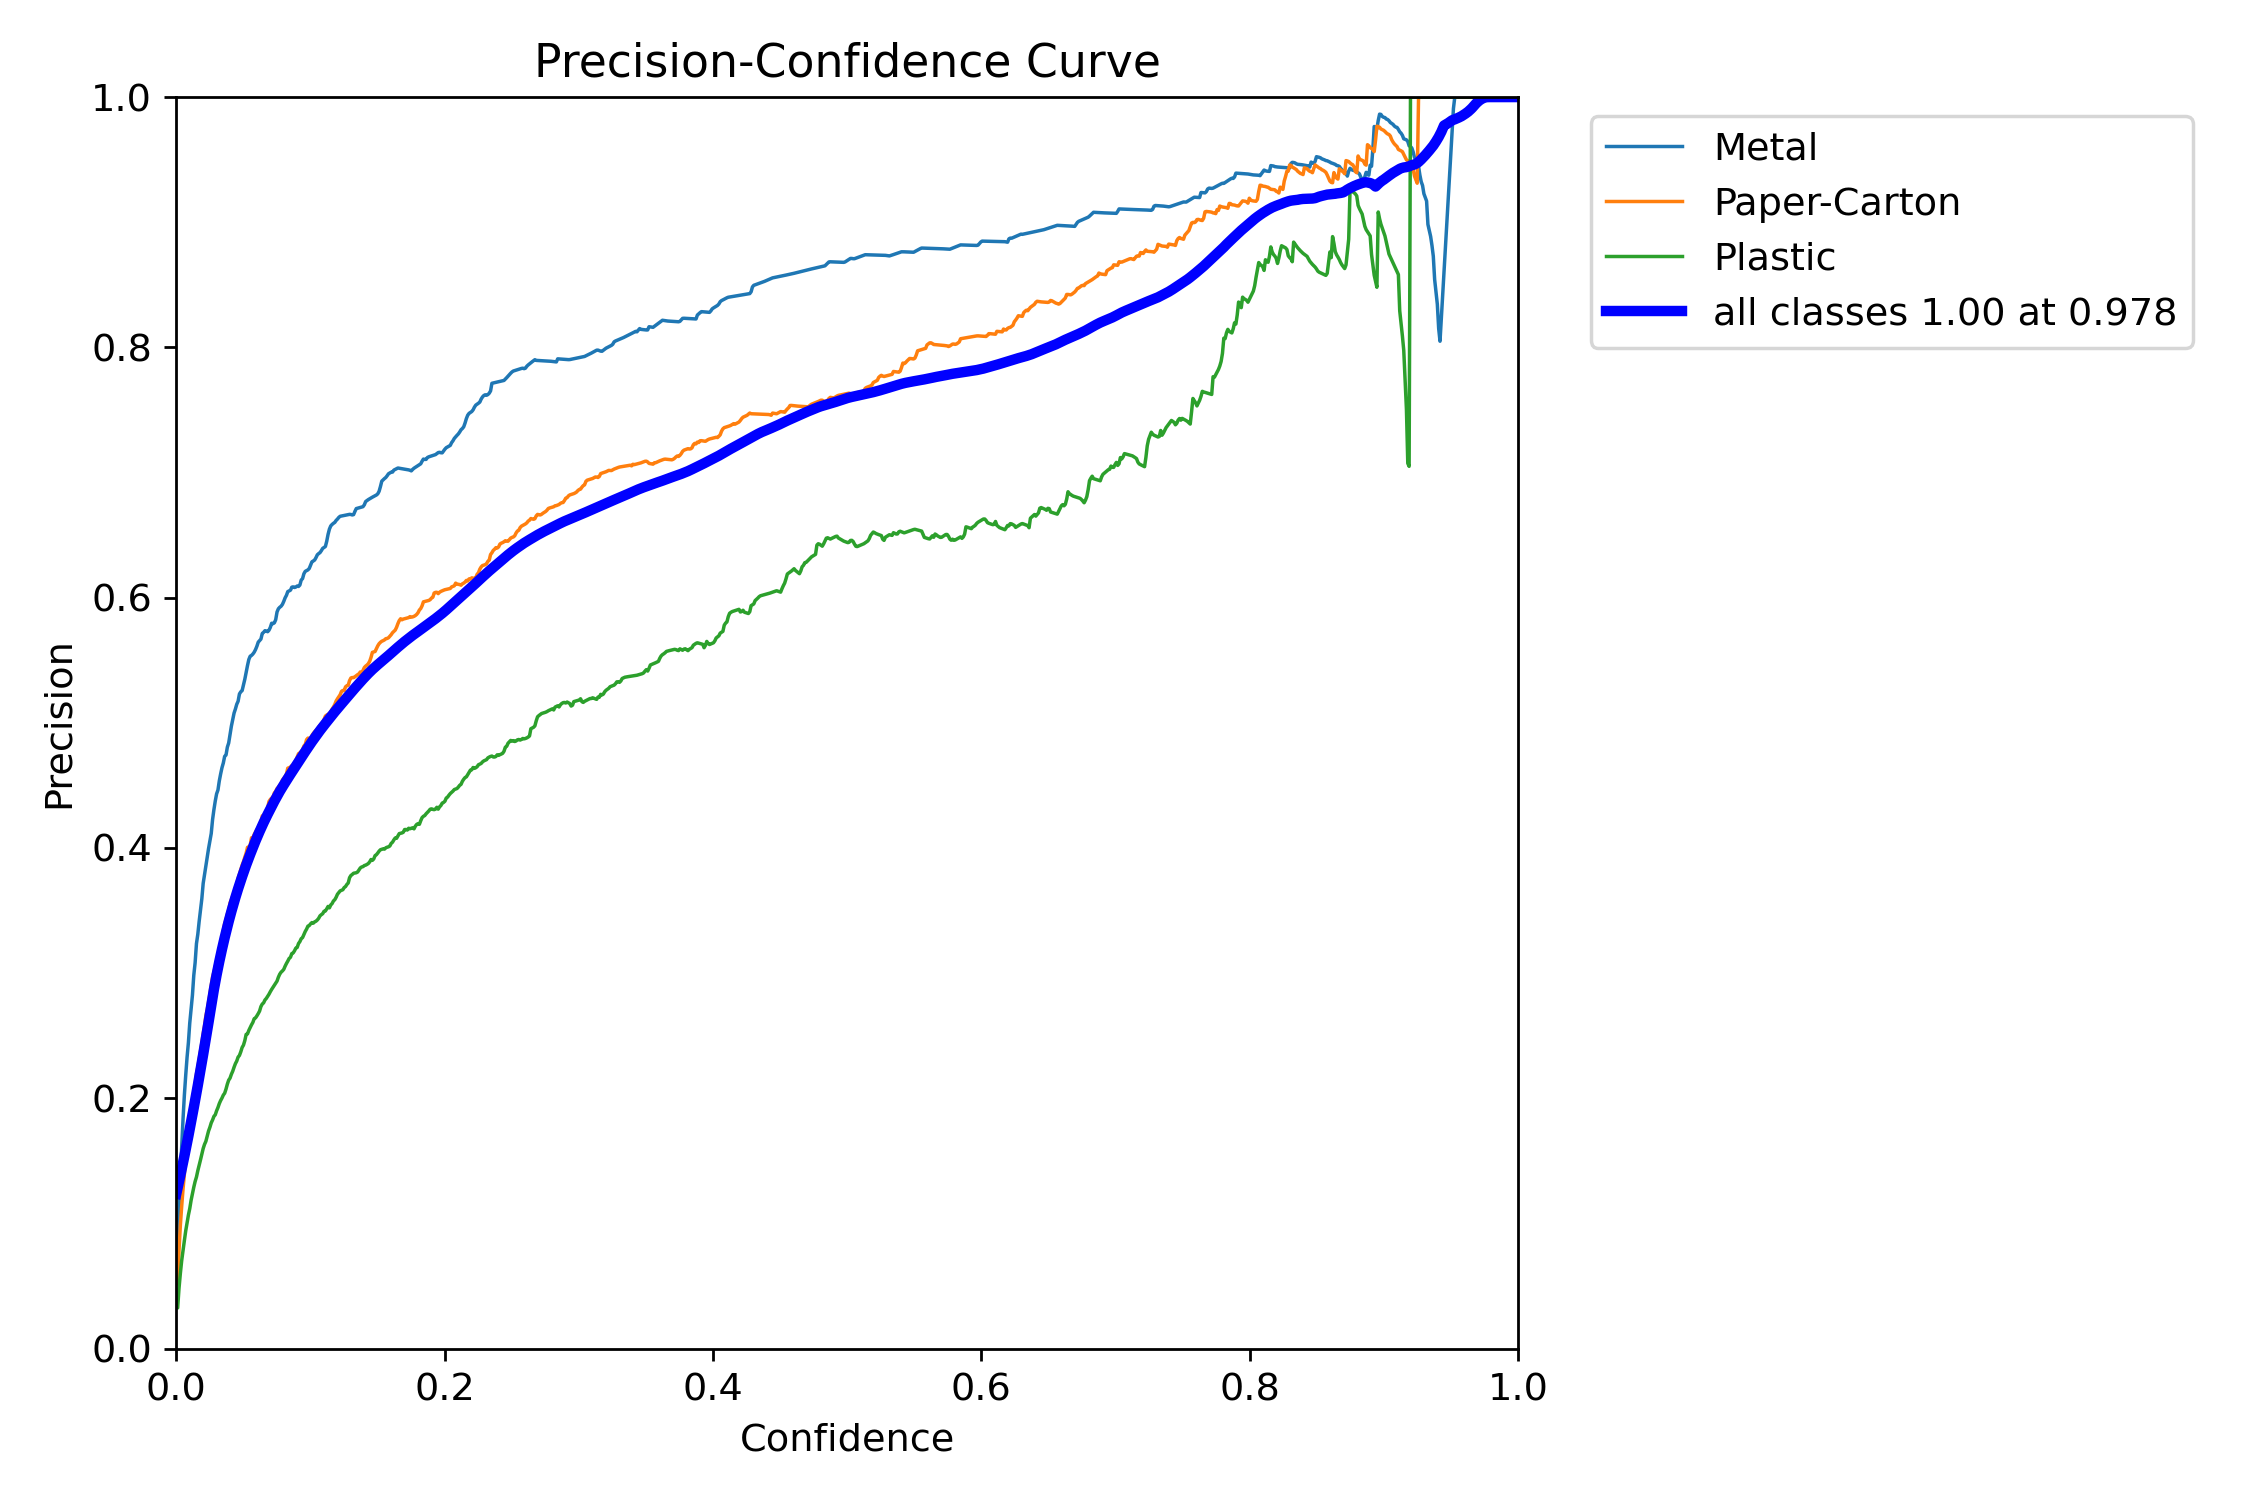 Precision-Confidence Curve
1.0
0.8
0.6
0.4
0.2
0.0
Precision
0.0 0.2 0.4 0.6 0.8 1.0
Confidence
Metal
Paper-Carton
Plastic
all classes 1.00 at 0.978